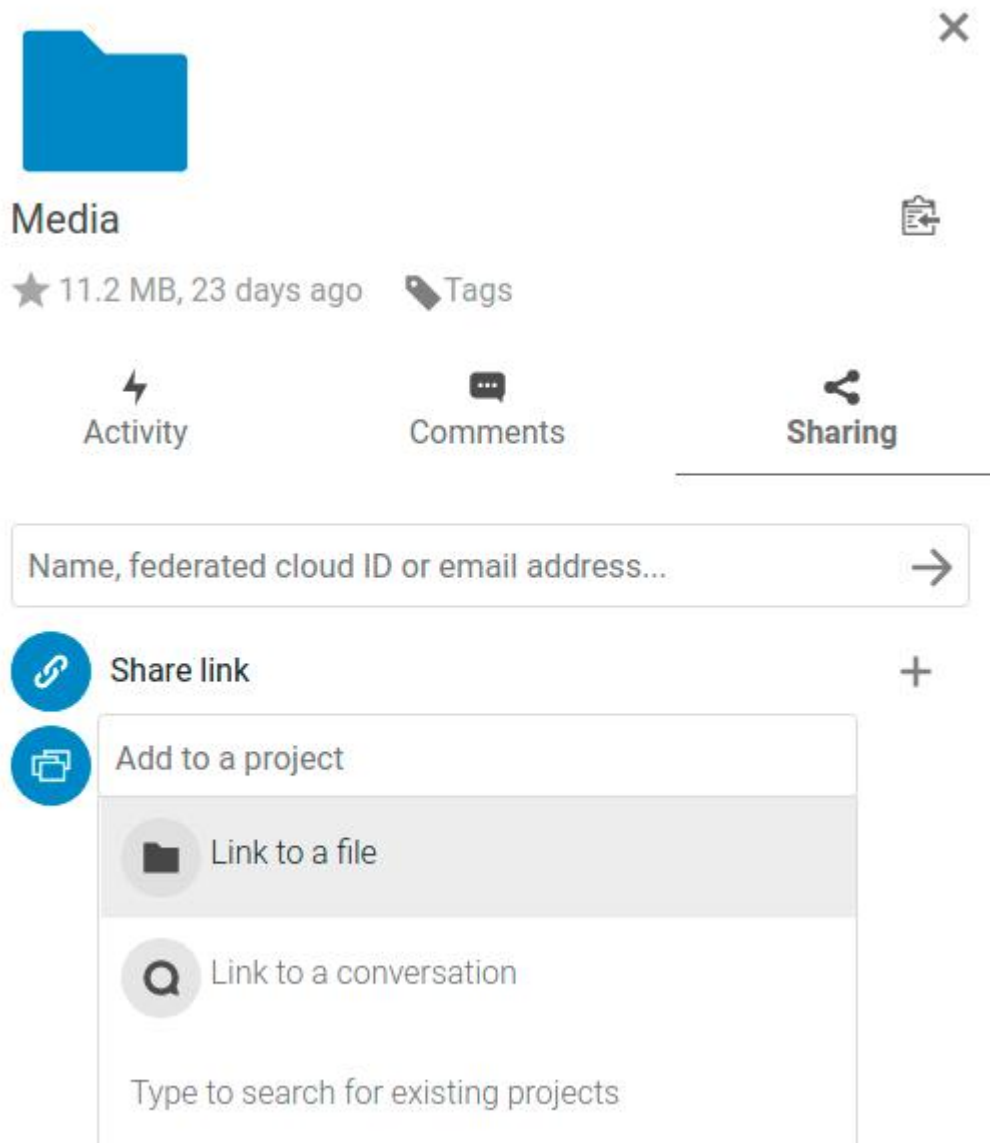 Media
11.2 MB, 23 days ago Tags
Activity Comments Sharing
Name, federated cloud ID or email address...
Share link
Add to a project
Link to a file
Link to a conversation
Type to search for existing projects